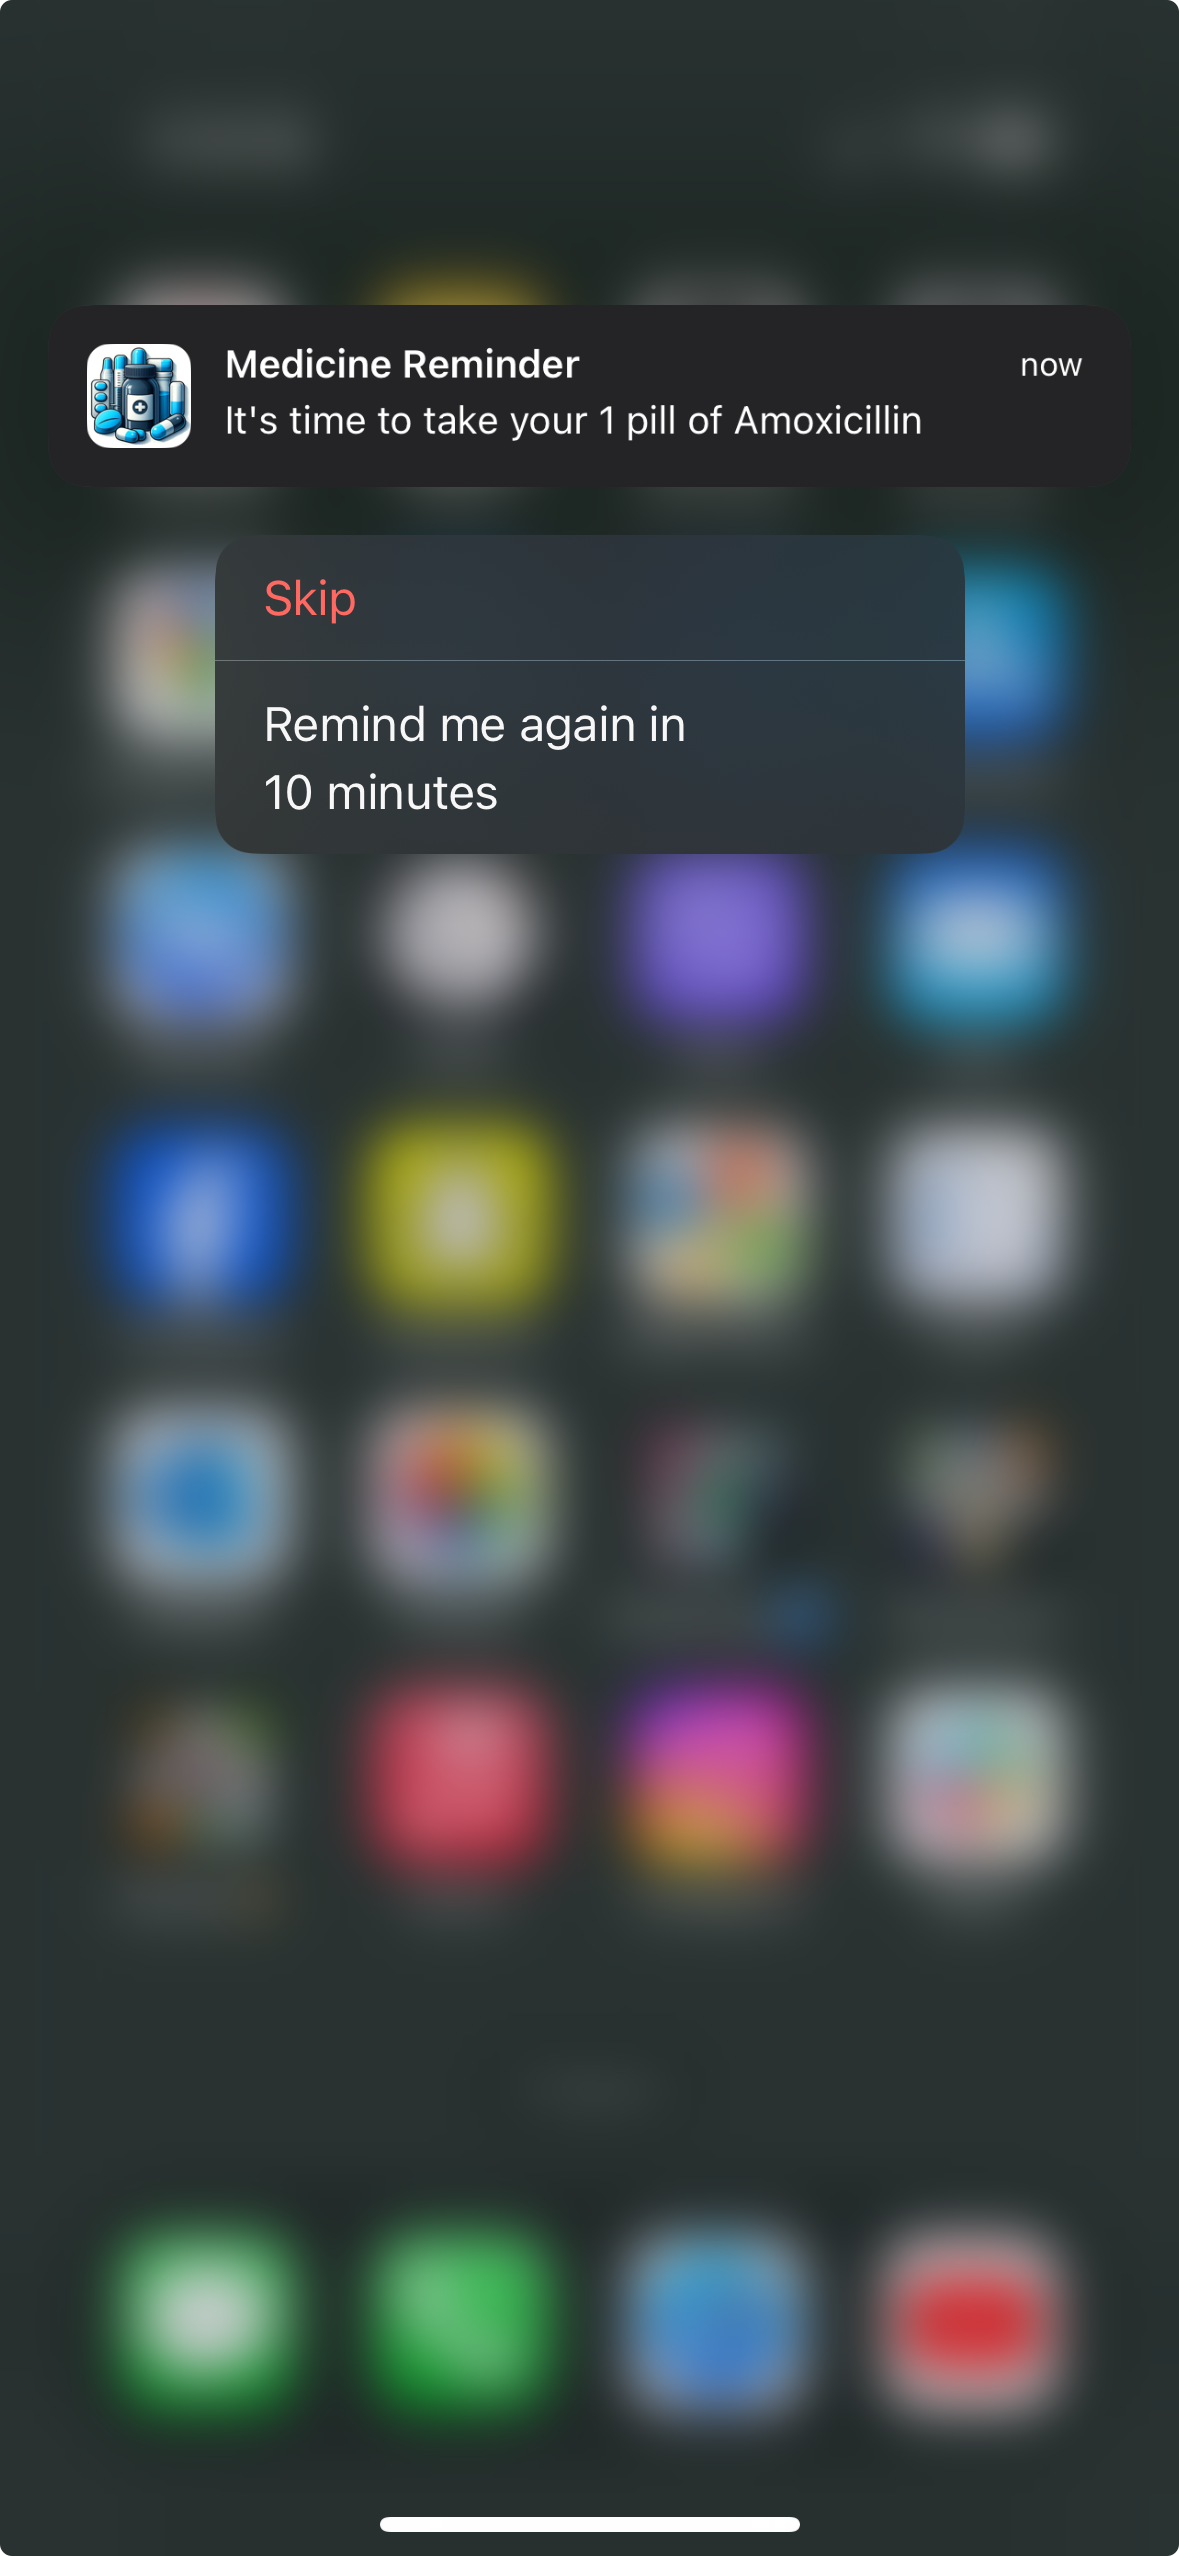 Medicine Reminder
now
It's time to take your 1 pill of Amoxicillin
Skip
Remind me again in
10 minutes